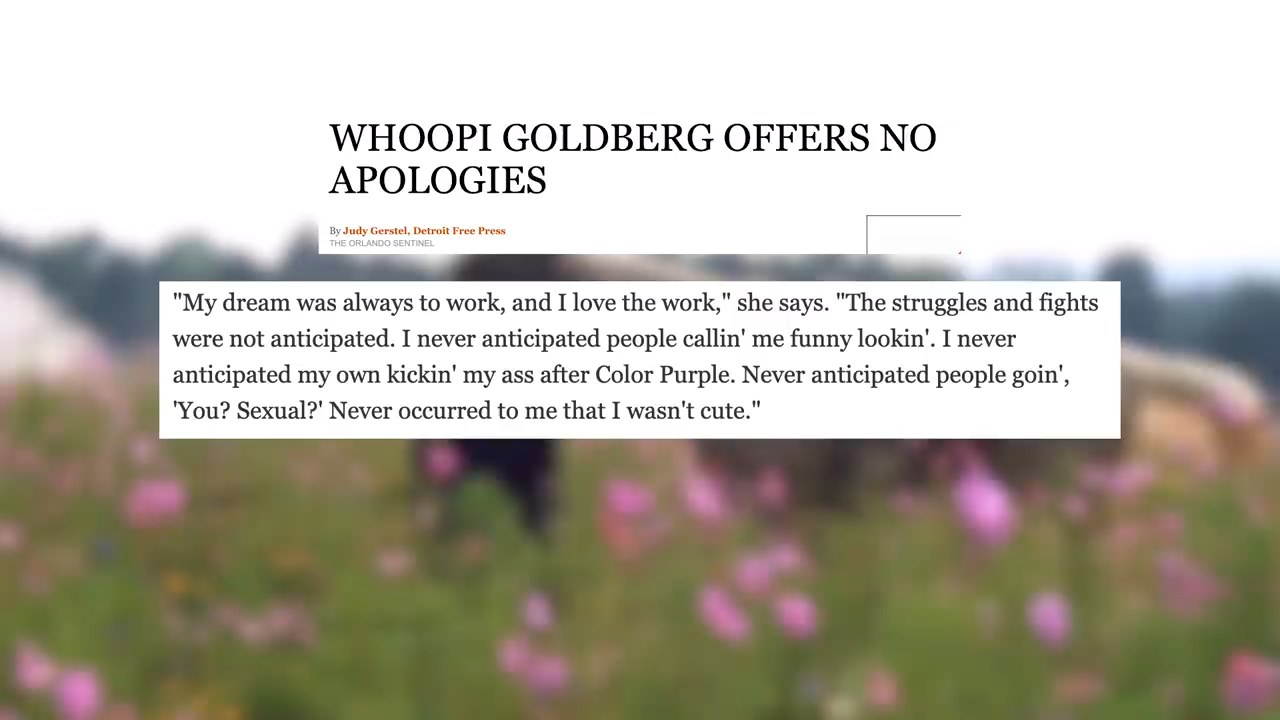 WHOOPI GOLDBERG OFFERS NO
APOLOGIES
By Judy Gerstel, Detroit Free Press
THE ORLANDO SENTINEL
"My dream was always to work, and I love the work," she says. "The struggles and fights
were not anticipated. I never anticipated people callin' me funny lookin'. I never
anticipated my own kickin' my ass after Color Purple. Never anticipated people goin',
'You? Sexual?' Never occurred to me that I wasn't cute."